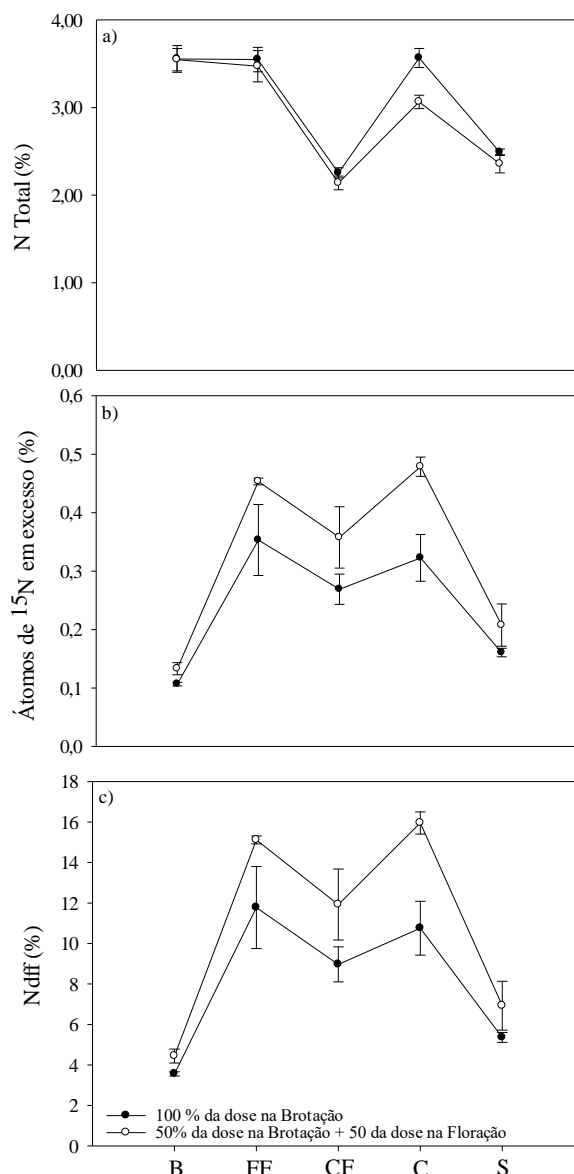 4,00
a)
3,00
2,00
1,00
0,00
N Total (%)
0,6
b)
0,5
0,4
0,3
0,2
0,1
0,0
Átomos de 15N em excesso (%)
18
c)
16
14
12
10
8
6
4
2
0
Ndff (%)
100 % da dose na Brotação
50% da dose na Brotação + 50 da dose na Floração
B FF CF C S